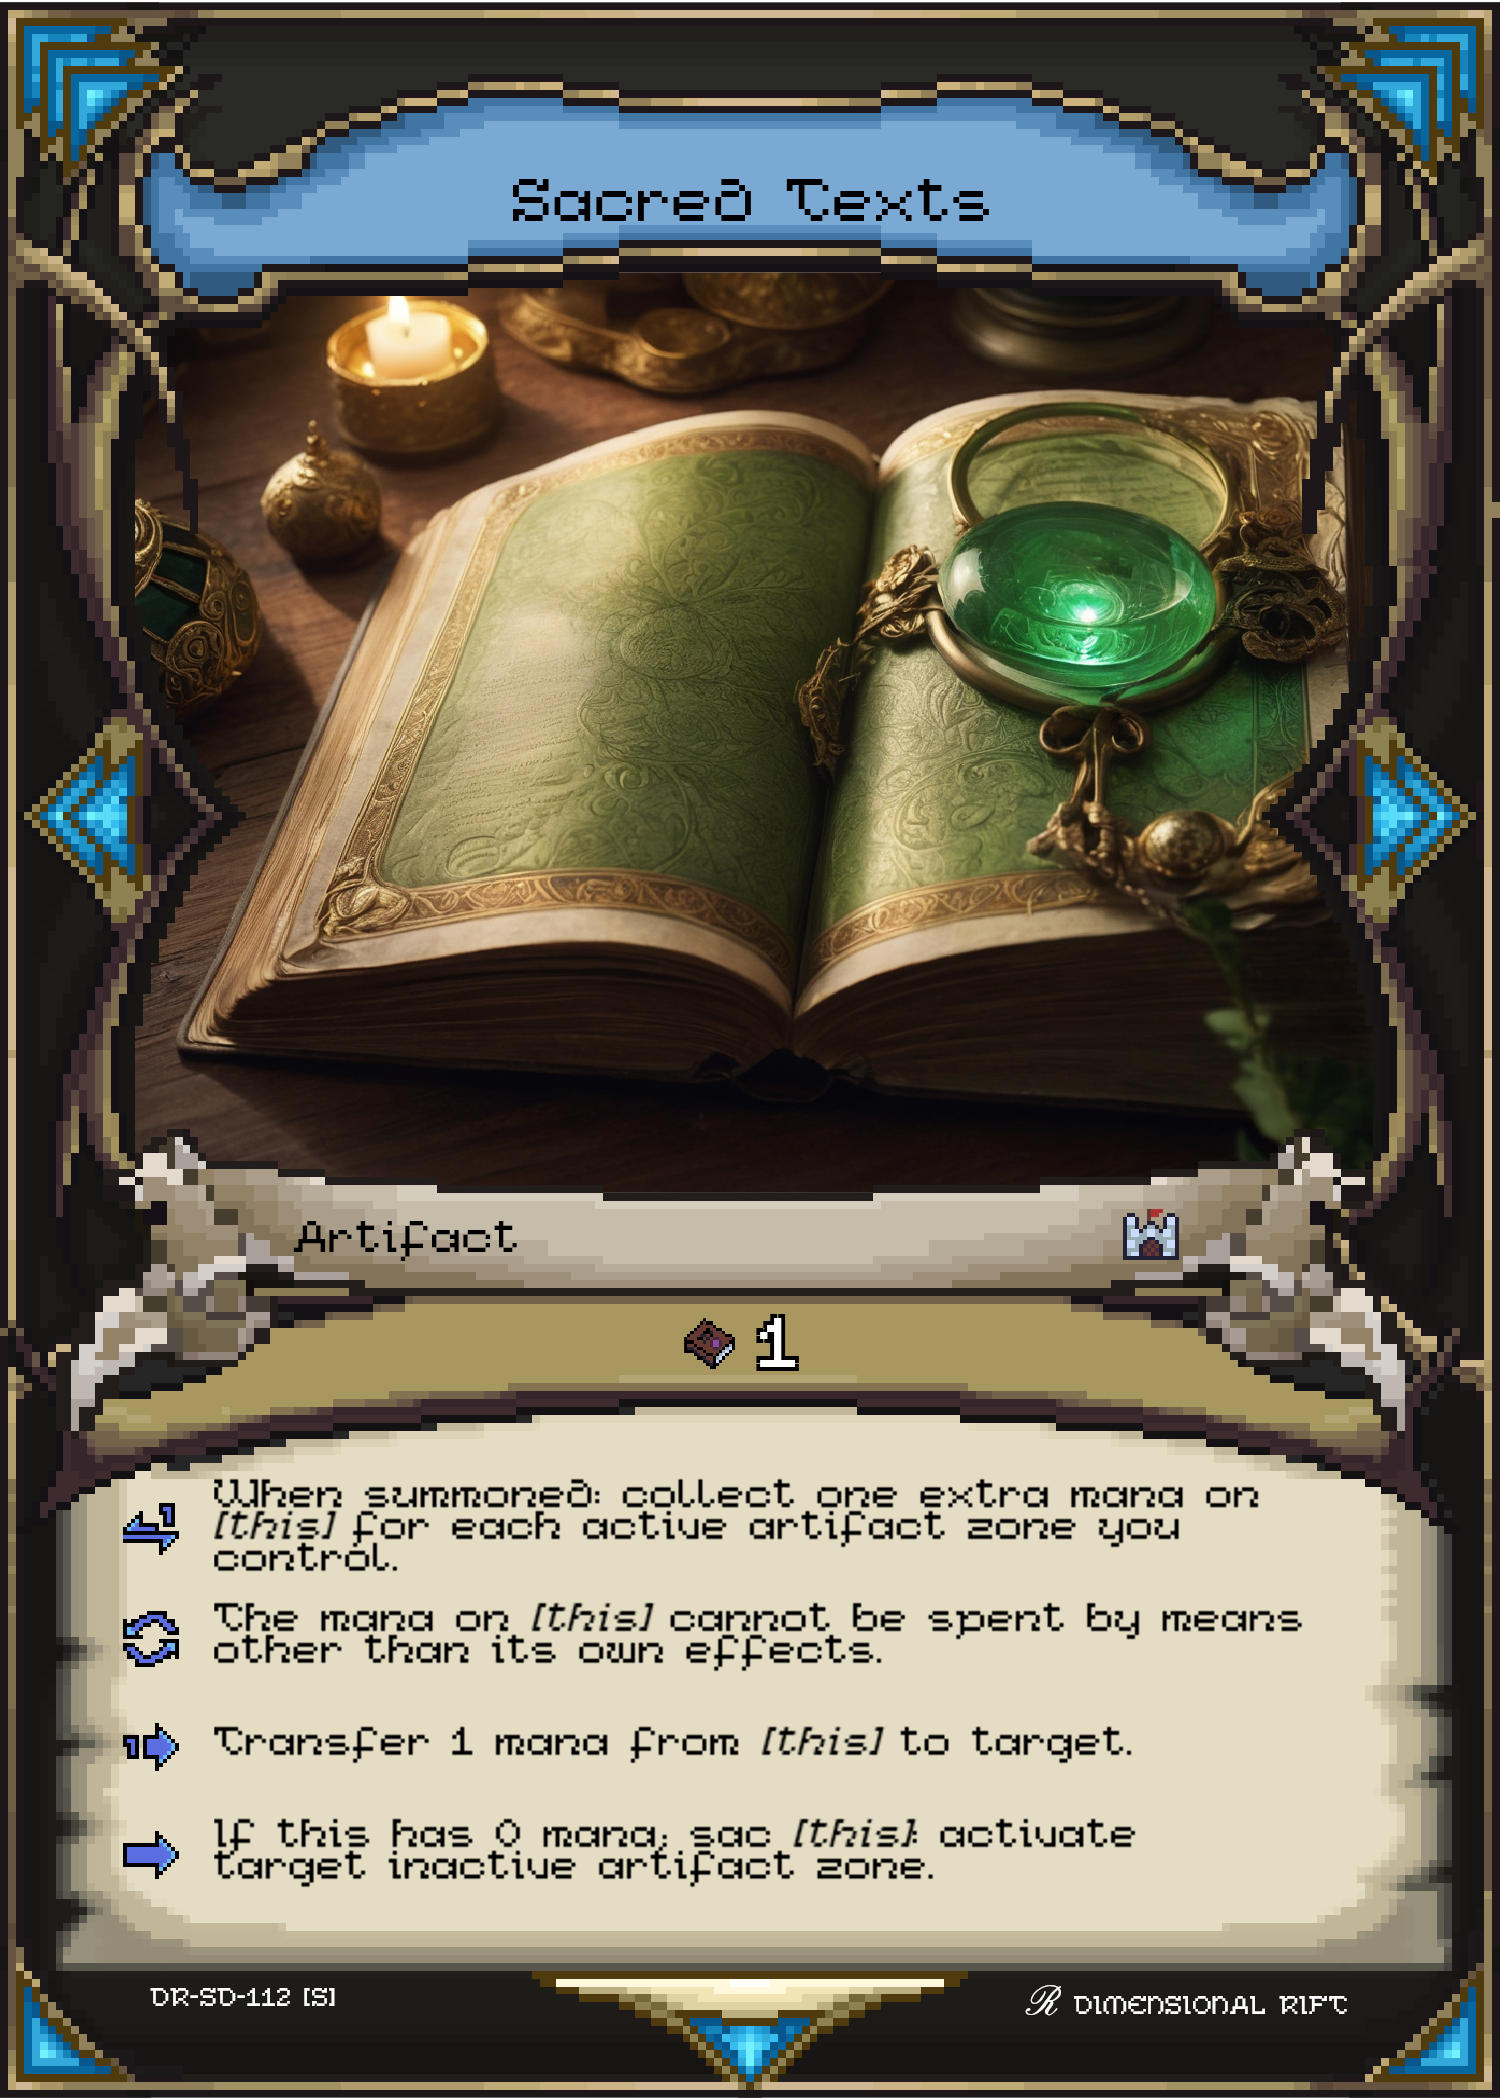 Sacred Texts
Artifact
1
When summoned: collect one extra mana on
[this] for each active artifact zone you
control.
The mana on [this] cannot be spent by means
other than its own effects.
1
Transfer 1 mana from [this] to target.
If this has 0 mana; sac [this]: activate
target inactive artifact zone.
DR-SD-112 [S]
ℛ DIMENSIONAL RIFT